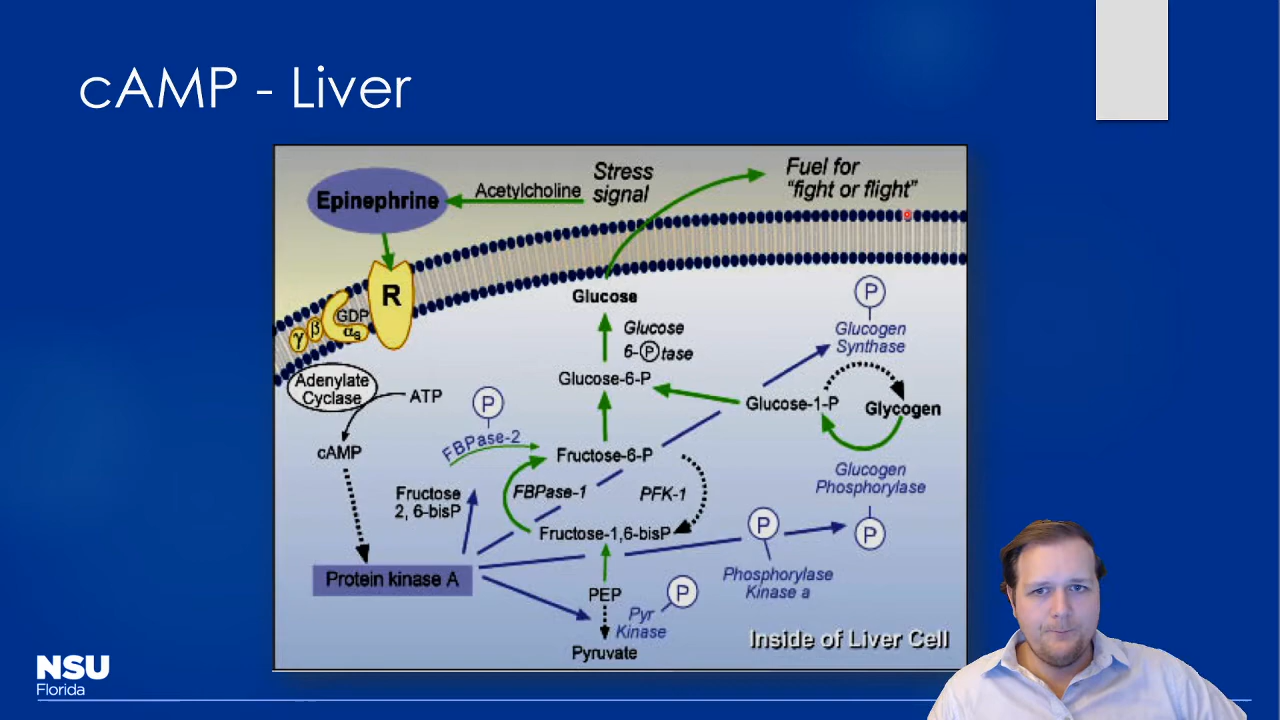 cAMP - Liver
Epinephrine
Acetylcholine
Stress
signal
Fuel for
"fight or flight"
R
GDP
γ
β
αs
Adenylate
Cyclase
ATP
cAMP
Protein kinase A
P
FBPase-2
Fructose
2, 6-bisP
Glucose
Glucose
6-P tase
Glucose-6-P
Fructose-6-P
FBPase-1
PFK-1
Fructose-1,6-bisP
PEP
P
Pyr
Kinase
Pyruvate
P
Glucogen
Synthase
Glucose-1-P
Glycogen
Glucogen
Phosphorylase
P
P
Phosphorylase
Kinase a
Inside of Liver Cell
NSU
Florida